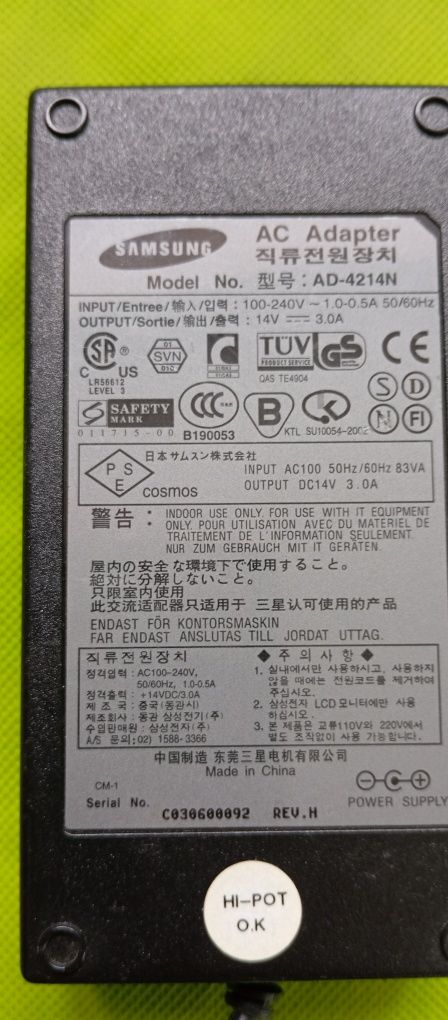 SAMSUNG
AC Adapter
직류전원장치
Model No. 型号: AD-4214N
INPUT/Entree/输入/입력 : 100-240V ~ 1.0-0.5A 50/60Hz
OUTPUT/Sortie/输出/출력 : 14V ⎓ 3.0A
C SA ® US
LR56612
LEVEL 3
01
SVN
01C
TÜV
PRODUCT SERVICE
GS
QAS TE4904
CE
SAFETY
MARK
011715-00
CCC
B190053
B
K
KTL SU10054-2002
S D N FI
PSE
cosmos
日本サムスン株式会社
INPUT AC100 50Hz/60Hz 83VA
OUTPUT DC14V 3.0A
警告 : INDOOR USE ONLY. FOR USE WITH IT EQUIPMENT
ONLY. POUR UTILISATION AVEC DU MATERIEL DE
TRAITEMENT DE L'INFORMATION SEULEMENT.
NUR ZUM GEBRAUCH MIT IT GERÄTEN.
屋内の安全な環境下で使用すること。
絶対に分解しないこと。
只限室内使用
此交流适配器只适用于 三星认可使用的产品
ENDAST FÖR KONTORSMASKIN
FAR ENDAST ANSLUTAS TILL JORDAT UTTAG.
직류전원장치
정격입력 : AC100-240V,
50/60Hz, 1.0-0.5A
정격출력 : +14VDC/3.0A
제 조 국 : 중국(동관시)
제조회사 : 동관 삼성전기(주)
수입판매원 : 삼성전자(주)
A/S 문의: 02) 1588-3366
◆ 주 의 사 항 ◆
1. 실내에서만 사용하시고, 사용하지
않을 때에는 전원코드를 제거하여
주십시오.
2. 삼성전자 LCD 모니터에만 사용
하십시오.
3. 본 제품은 교류110V와 220V에서
별도 조작없이 사용 가능합니다.
中国制造 东莞三星电机有限公司
Made in China
CM-1
Serial No.
C030600092 REV.H
POWER SUPPLY
HI-POT
O.K